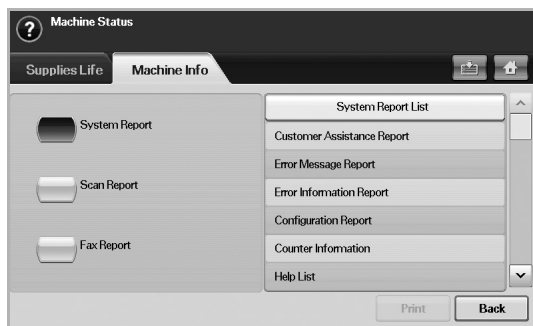 Machine Status
Supplies Life
Machine Info
System Report
Scan Report
Fax Report
System Report List
Customer Assistance Report
Error Message Report
Error Information Report
Configuration Report
Counter Information
Help List
Print
Back